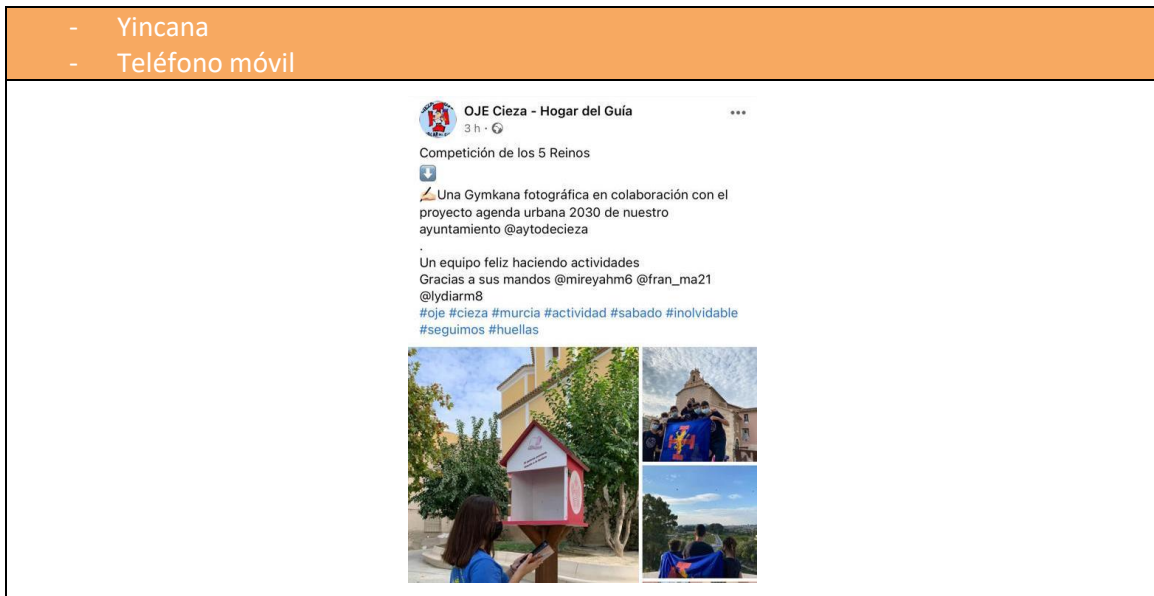 - Yincana
- Teléfono móvil
OJE Cieza - Hogar del Guía
3 h ·
Competición de los 5 Reinos
Una Gymkana fotográfica en colaboración con el
proyecto agenda urbana 2030 de nuestro
ayuntamiento @aytodecieza
.
Un equipo feliz haciendo actividades
Gracias a sus mandos @mireyahm6 @fran_ma21
@lydiarm8
#oje #cieza #murcia #actividad #sabado #inolvidable
#seguimos #huellas